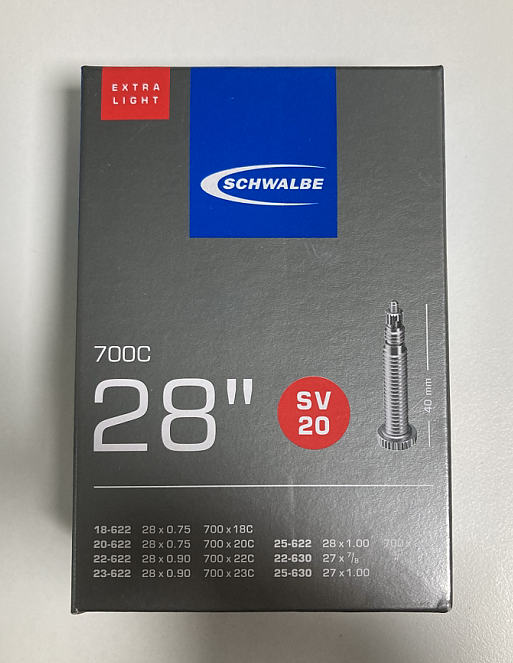 EXTRA
LIGHT
SCHWALBE
700C
28"
SV
20
40 mm
18-622 28 x 0.75 700 x 18C
20-622 28 x 0.75 700 x 20C
22-622 28 x 0.90 700 x 22C
23-622 28 x 0.90 700 x 23C
25-622 28 x 1.00 700 x
22-630 27 x 7/8
25-630 27 x 1.00